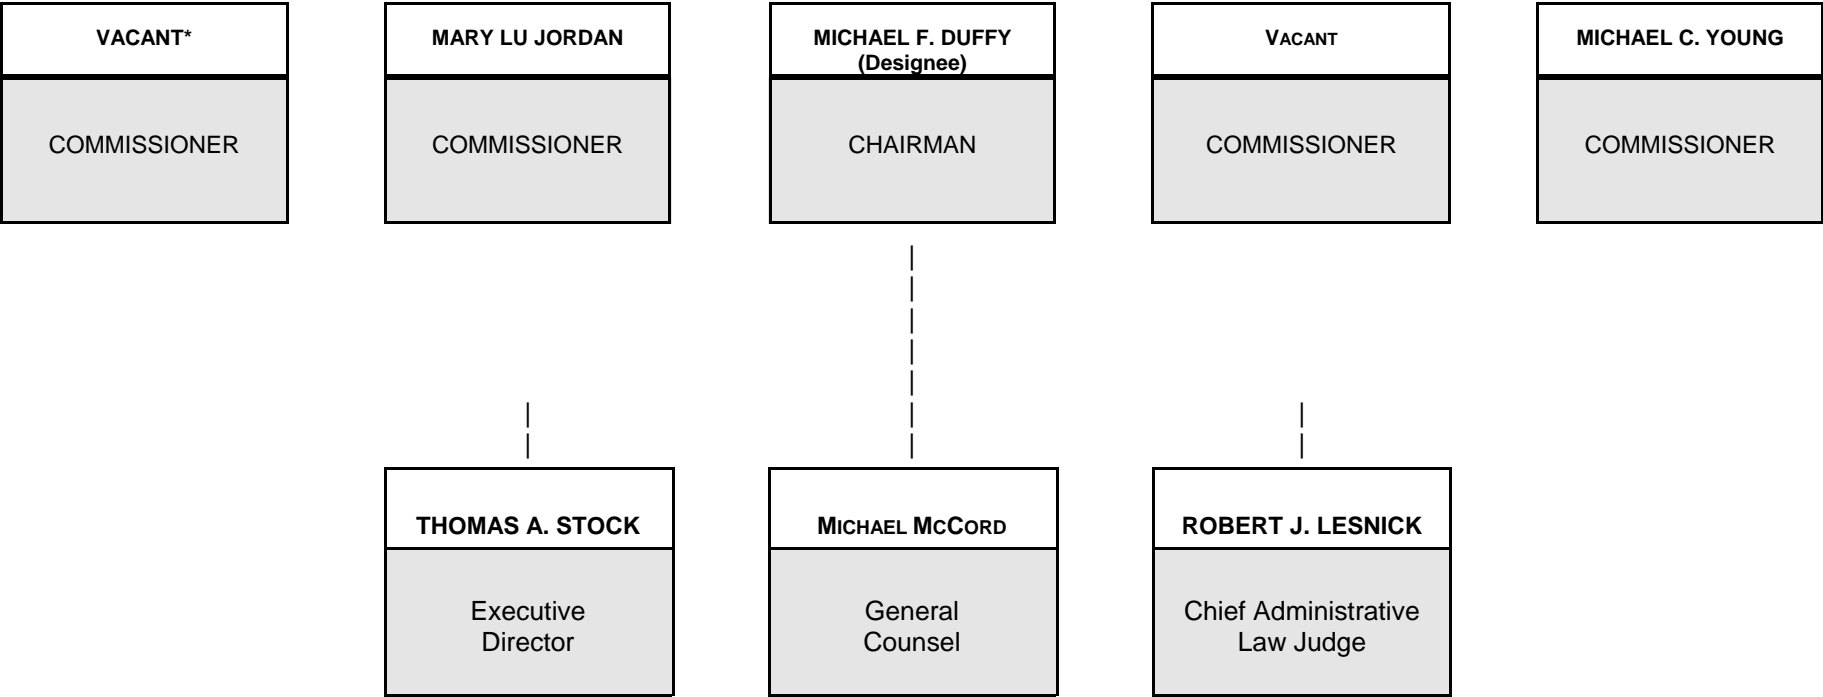 VACANT*
COMMISSIONER
MARY LU JORDAN
COMMISSIONER
MICHAEL F. DUFFY
(Designee)
CHAIRMAN
VACANT
COMMISSIONER
MICHAEL C. YOUNG
COMMISSIONER
THOMAS A. STOCK
Executive
Director
MICHAEL MCCORD
General
Counsel
ROBERT J. LESNICK
Chief Administrative
Law Judge